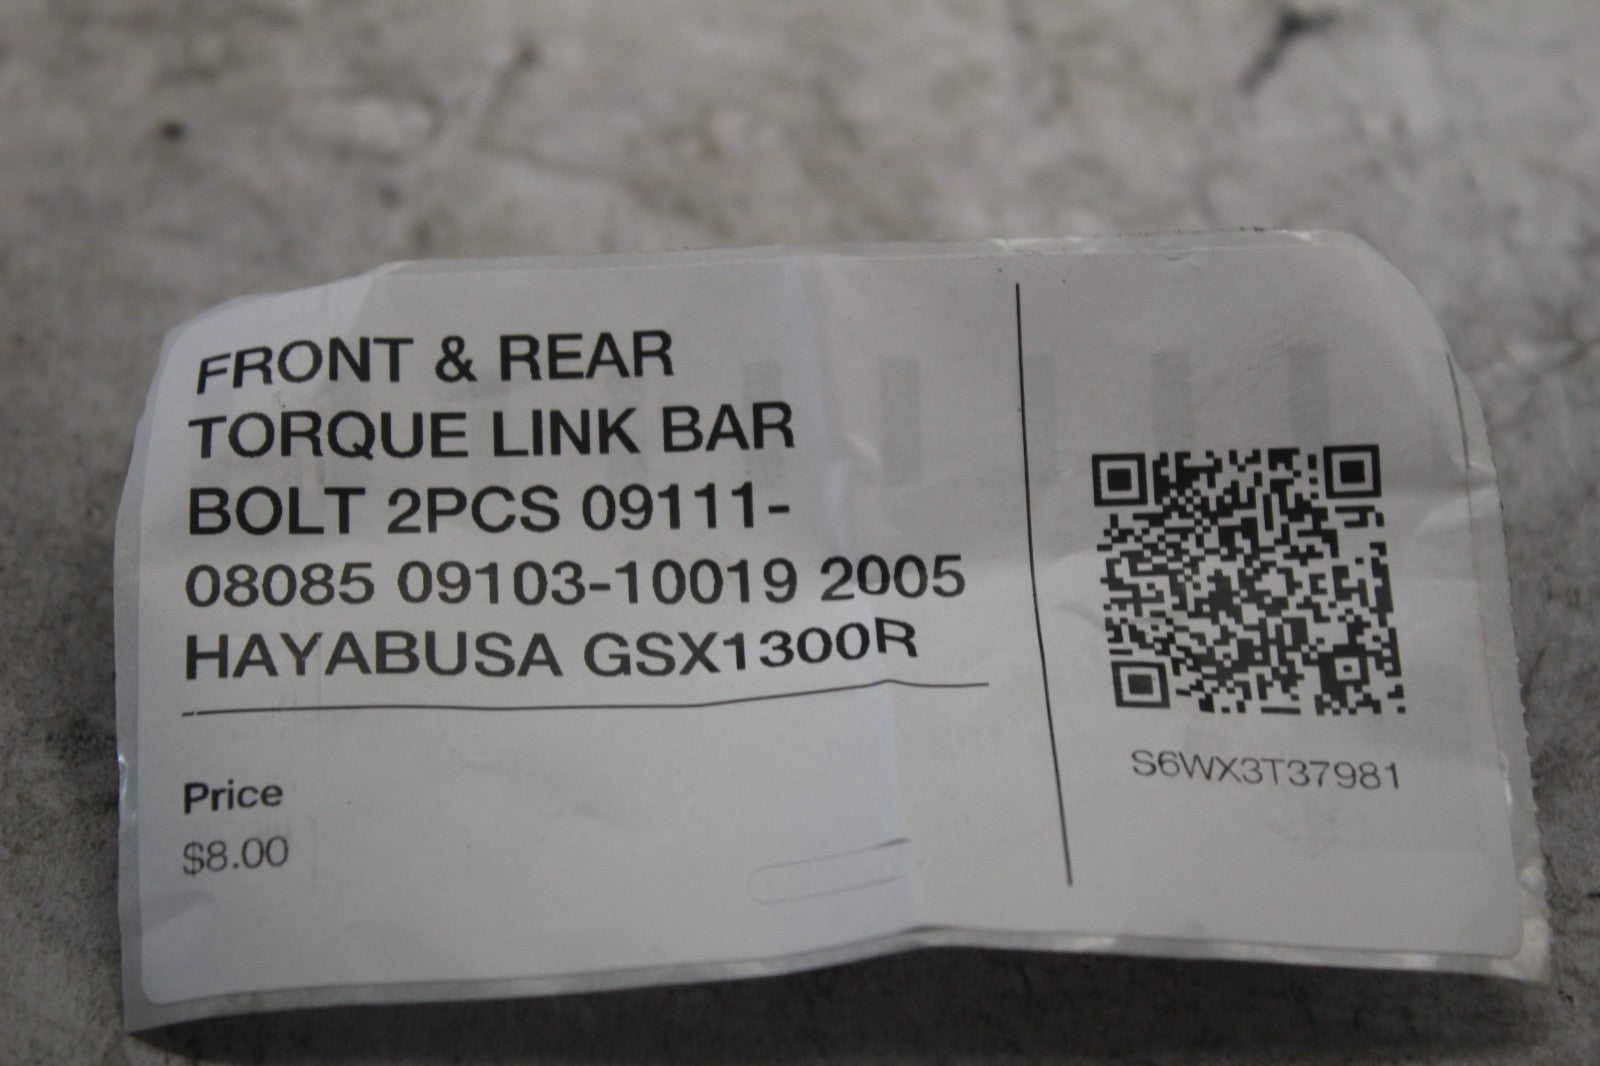 FRONT & REAR
TORQUE LINK BAR
BOLT 2PCS 09111-
08085 09103-10019 2005
HAYABUSA GSX1300R
Price
$8.00
S6WX3T37981